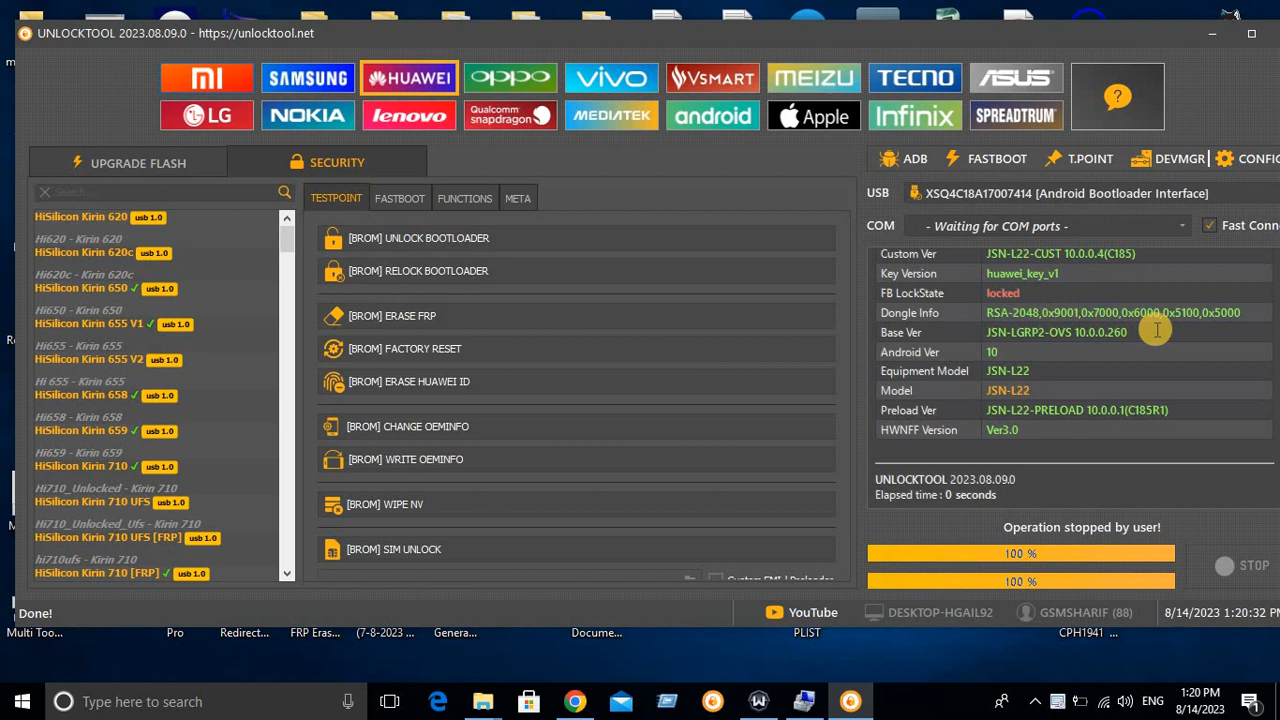 UNLOCKTOOL 2023.08.09.0 - https://unlocktool.net
MI SAMSUNG HUAWEI OPPO vivo VSMART MEIZU TECNO ASUS
LG NOKIA lenovo Qualcomm snapdragon MEDIATEK android Apple Infinix SPREADTRUM ?
UPGRADE FLASH SECURITY
ADB FASTBOOT T.POINT DEVMGR CONFIG
Search...
TESTPOINT FASTBOOT FUNCTIONS META
USB XSQ4C18A17007414 [Android Bootloader Interface]
COM - Waiting for COM ports - Fast Conn
HiSilicon Kirin 620 usb 1.0
Hi620 - Kirin 620
HiSilicon Kirin 620c usb 1.0
Hi620c - Kirin 620c
HiSilicon Kirin 650 ✓ usb 1.0
Hi650 - Kirin 650
HiSilicon Kirin 655 V1 ✓ usb 1.0
Hi655 - Kirin 655
HiSilicon Kirin 655 V2 usb 1.0
Hi 655 - Kirin 655
HiSilicon Kirin 658 ✓ usb 1.0
Hi658 - Kirin 658
HiSilicon Kirin 659 ✓ usb 1.0
Hi659 - Kirin 659
HiSilicon Kirin 710 ✓ usb 1.0
Hi710_Unlocked - Kirin 710
HiSilicon Kirin 710 UFS usb 1.0
Hi710_Unlocked_Ufs - Kirin 710
HiSilicon Kirin 710 UFS [FRP] usb 1.0
hi710ufs - Kirin 710
HiSilicon Kirin 710 [FRP] ✓ usb 1.0
[BROM] UNLOCK BOOTLOADER
[BROM] RELOCK BOOTLOADER
[BROM] ERASE FRP
[BROM] FACTORY RESET
[BROM] ERASE HUAWEI ID
[BROM] CHANGE OEMINFO
[BROM] WRITE OEMINFO
[BROM] WIPE NV
[BROM] SIM UNLOCK
Custom Ver JSN-L22-CUST 10.0.0.4(C185)
Key Version huawei_key_v1
FB LockState locked
Dongle Info RSA-2048,0x9001,0x7000,0x6000,0x5100,0x5000
Base Ver JSN-LGRP2-OVS 10.0.0.260
Android Ver 10
Equipment Model JSN-L22
Model JSN-L22
Preload Ver JSN-L22-PRELOAD 10.0.0.1(C185R1)
HWNFF Version Ver3.0
UNLOCKTOOL 2023.08.09.0
Elapsed time : 0 seconds
Operation stopped by user!
100 %
100 %
STOP
Done! YouTube DESKTOP-HGAIL92 GSMSHARIF (88) 8/14/2023 1:20:32 PM
Multi Too... Pro Redirect... FRP Eras... (7-8-2023 ... Genera... Docume... PLIST CPH1941 ...
Type here to search
ENG 1:20 PM
8/14/2023